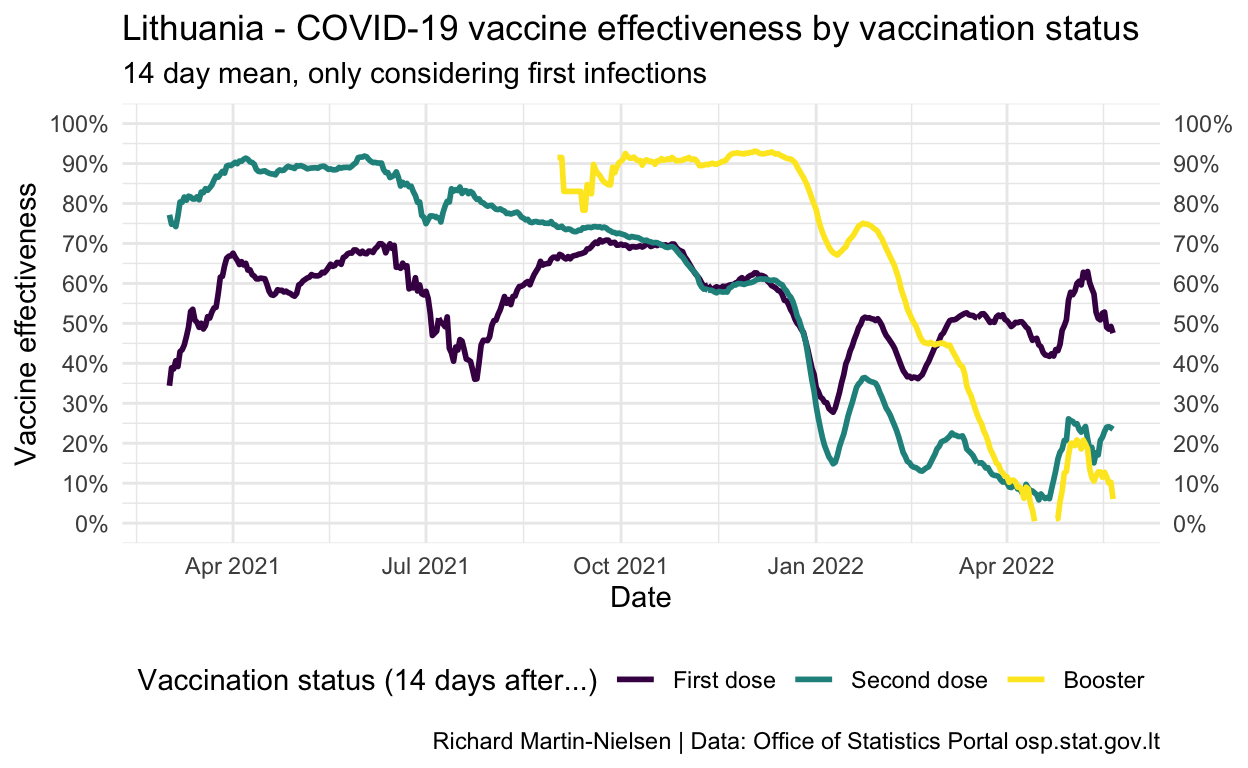 Lithuania - COVID-19 vaccine effectiveness by vaccination status
14 day mean, only considering first infections
Vaccine effectiveness
100% 100%
90% 90%
80% 80%
70% 70%
60% 60%
50% 50%
40% 40%
30% 30%
20% 20%
10% 10%
0% 0%
Apr 2021 Jul 2021 Oct 2021 Jan 2022 Apr 2022
Date
Vaccination status (14 days after...) First dose Second dose Booster
Richard Martin-Nielsen | Data: Office of Statistics Portal osp.stat.gov.lt